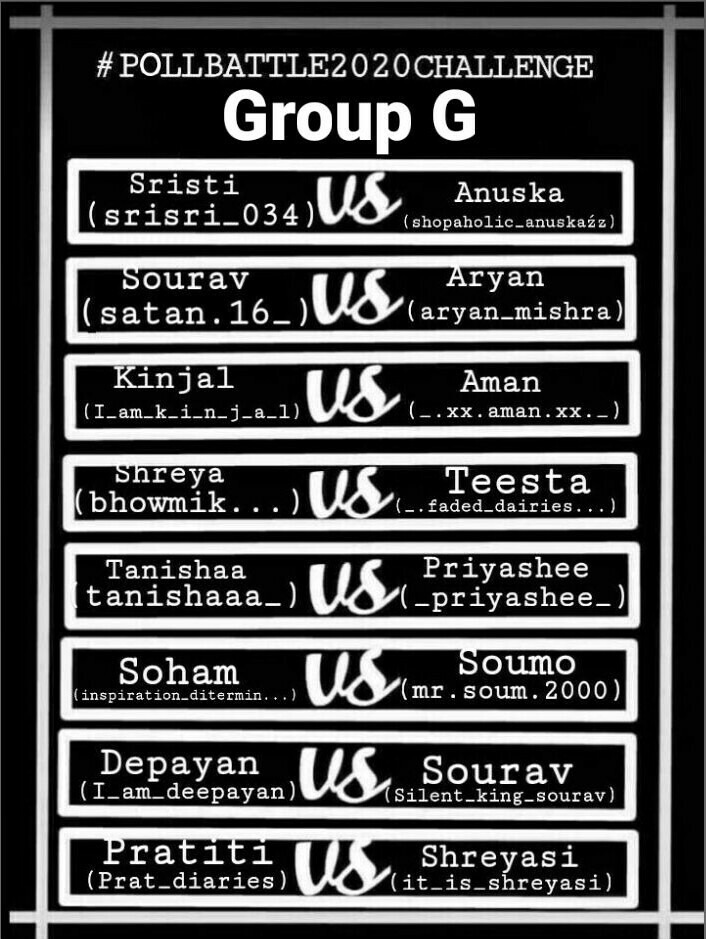 #POLLBATTLE2020CHALLENGE
Group G
Sristi vs Anuska
(srisri_034) (shopaholic_anuskaźz)
Sourav vs Aryan
(satan.16_) (aryan_mishra)
Kinjal vs Aman
(I_am_k_i_n_j_a_l) (_.xx.aman.xx._)
Shreya vs Teesta
(bhowmik...) (_.faded_dairies...)
Tanishaa vs Priyashee
(tanishaaa_) (_priyashee_)
Soham vs Soumo
(inspiration_ditermin...) (mr.soum.2000)
Depayan vs Sourav
(I_am_deepayan) (Silent_king_sourav)
Pratiti vs Shreyasi
(Prat_diaries) (it_is_shreyasi)